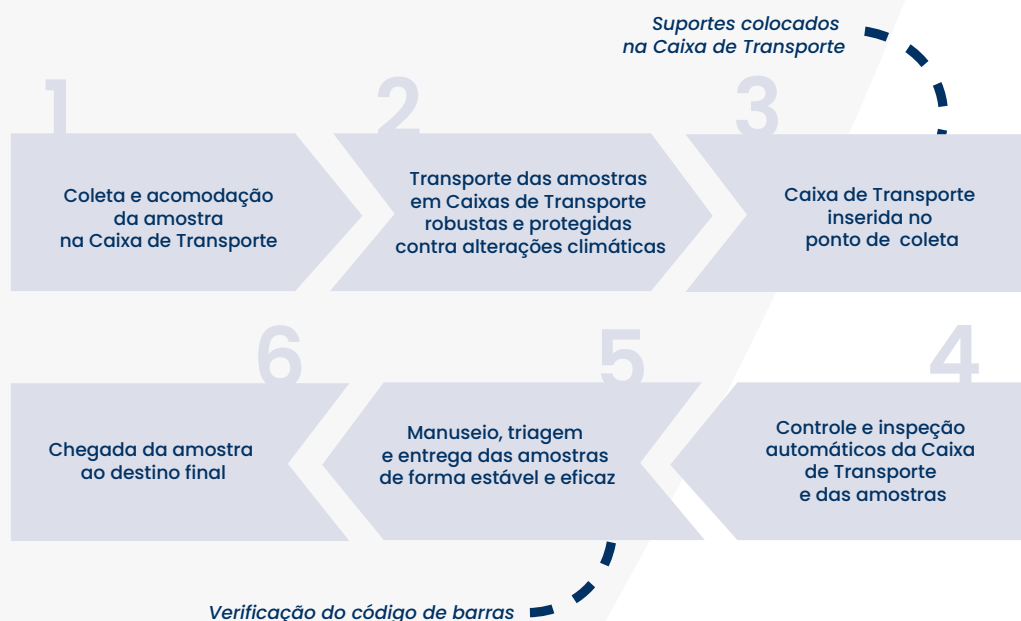 Suportes colocados
na Caixa de Transporte
1
2
3
Coleta e acomodação
da amostra
na Caixa de Transporte
Transporte das amostras
em Caixas de Transporte
robustas e protegidas
contra alterações climáticas
Caixa de Transporte
inserida no
ponto de coleta
6
5
4
Chegada da amostra
ao destino final
Manuseio, triagem
e entrega das amostras
de forma estável e eficaz
Controle e inspeção
automáticos da Caixa
de Transporte
e das amostras
Verificação do código de barras